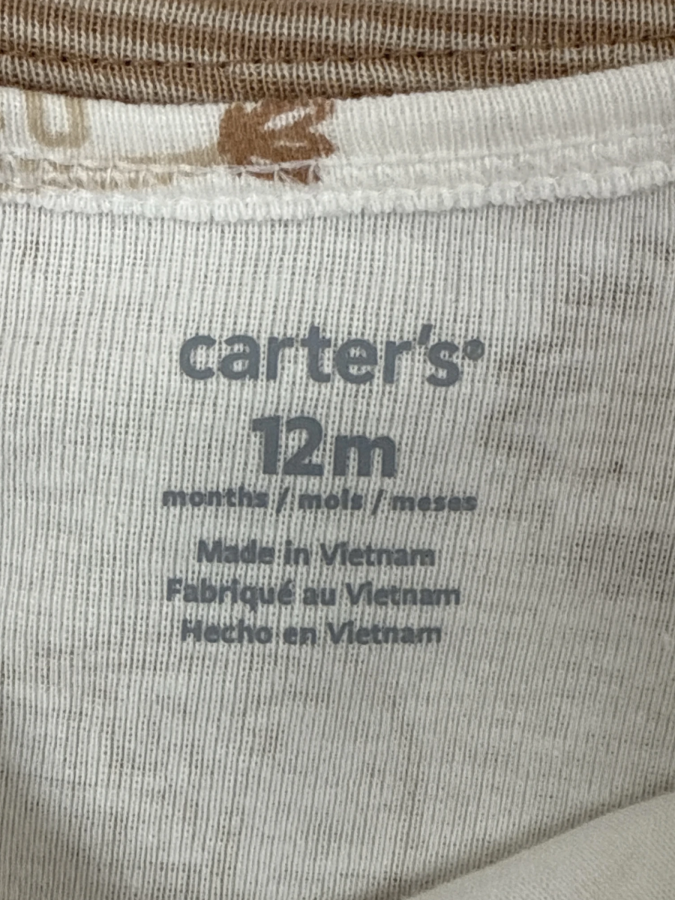 carter's®
12m
months / mois / meses
Made in Vietnam
Fabriqué au Vietnam
Hecho en Vietnam